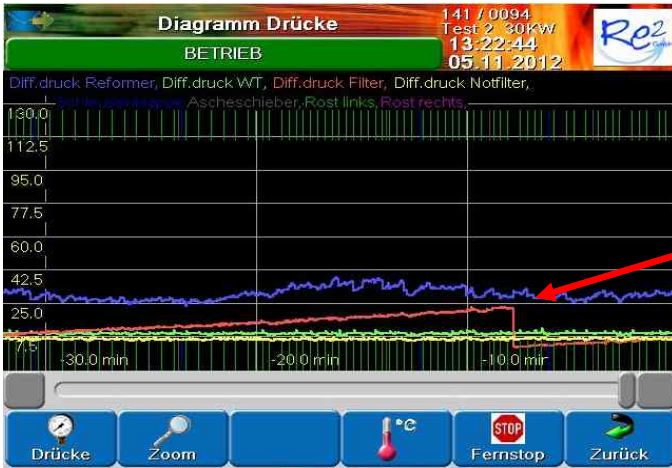 Diagramm Drücke
141 / 0094
Test 2 30KW
13:22:44
05.11.2012
Re2
BETRIEB
Diff.druck Reformer, Diff.druck WT, Diff.druck Filter, Diff.druck Notfilter,
Ascheschieber, Rost links, Rost rechts,
130.0
112.5
95.0
77.5
60.0
42.5
25.0
7.5
-30.0 min
-20.0 min
-10.0 min
°C
STOP
Drücke
Zoom
Fernstop
Zurück